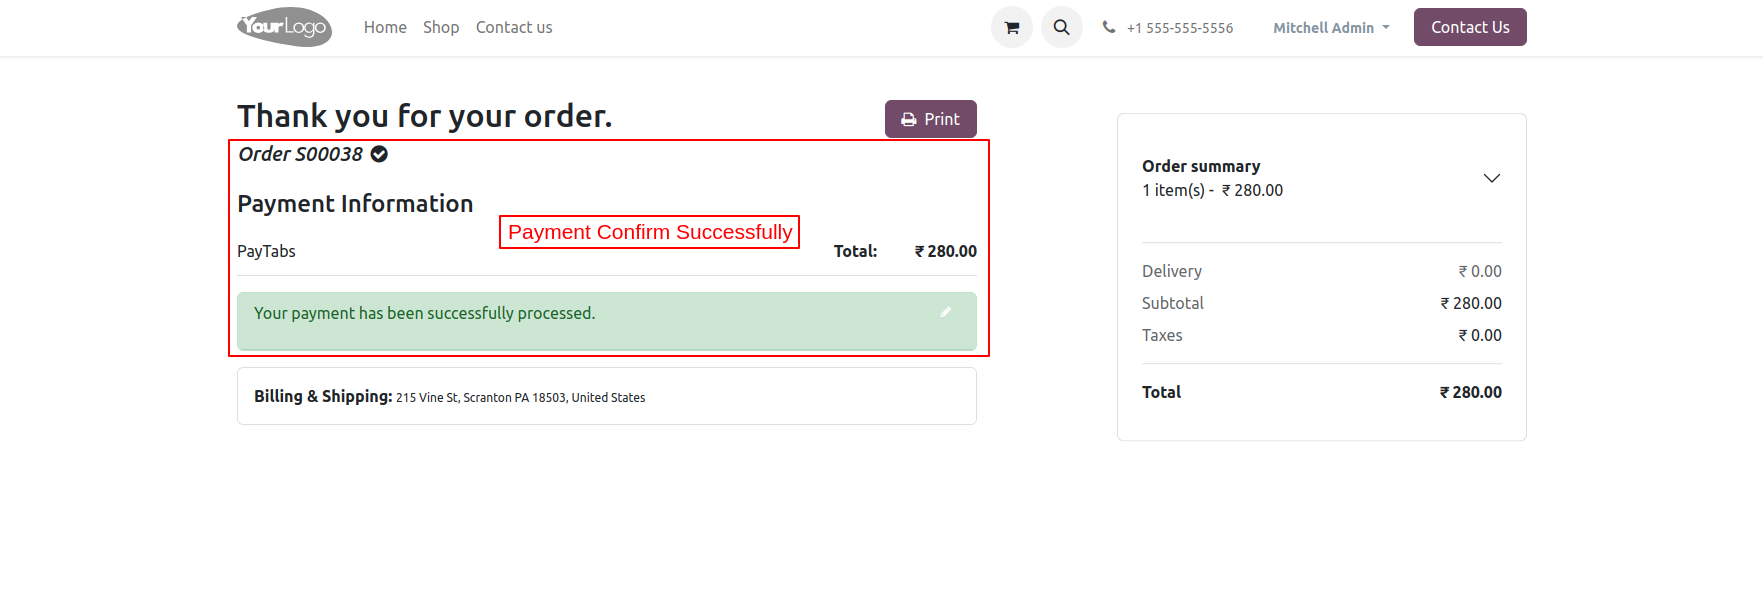 YourLogo Home Shop Contact us +1 555-555-5556 Mitchell Admin Contact Us
Thank you for your order.
Print
Order S00038
Payment Information
Payment Confirm Successfully
PayTabs Total: ₹ 280.00
Your payment has been successfully processed.
Billing & Shipping: 215 Vine St, Scranton PA 18503, United States
Order summary
1 item(s) - ₹ 280.00
Delivery ₹ 0.00
Subtotal ₹ 280.00
Taxes ₹ 0.00
Total ₹ 280.00